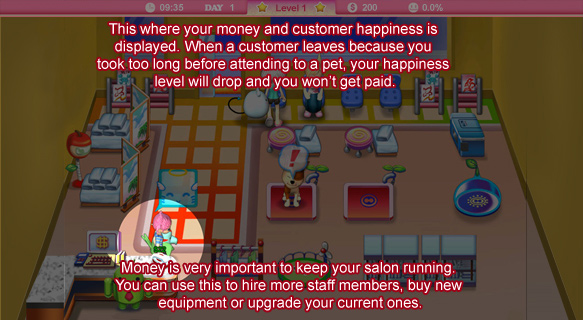 09:35 DAY 1 Level 1 200 0.0%
This where your money and customer happiness is
displayed. When a customer leaves because you
took too long before attending to a pet, your happiness
level will drop and you won't get paid.
!
Money is very important to keep your salon running.
You can use this to hire more staff members, buy new
equipment or upgrade your current ones.